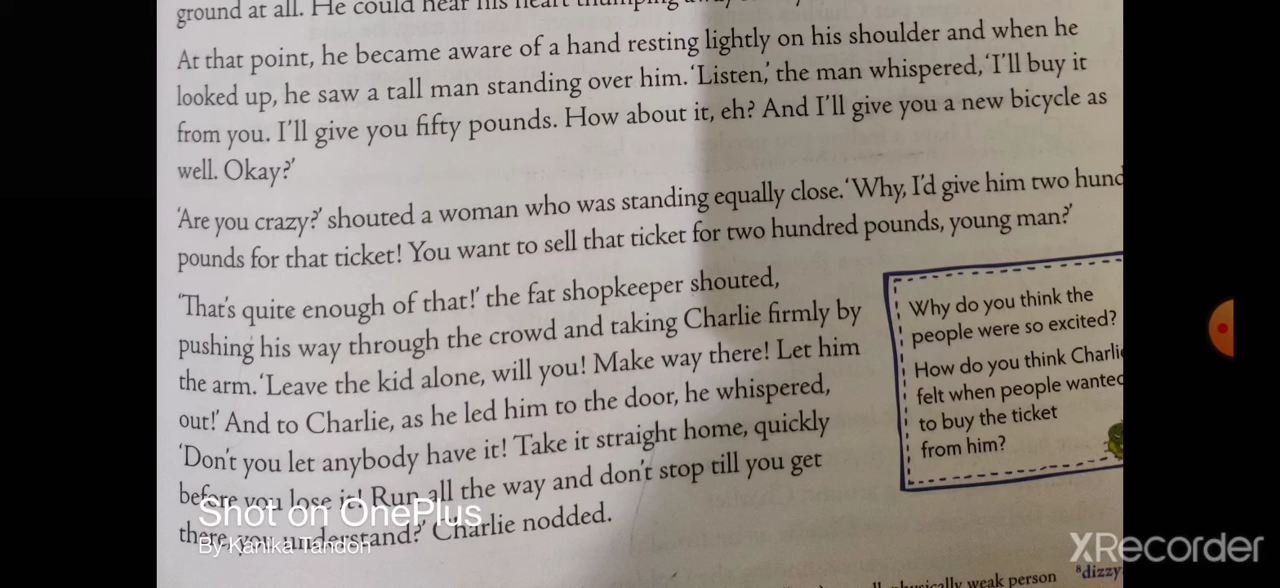 ground at all. He could hear his heart thumping
At that point, he became aware of a hand resting lightly on his shoulder and when he
looked up, he saw a tall man standing over him. ‘Listen,’ the man whispered, ‘I’ll buy it
from you. I’ll give you fifty pounds. How about it, eh? And I’ll give you a new bicycle as
well. Okay?’
‘Are you crazy?’ shouted a woman who was standing equally close. ‘Why, I’d give him two hund
pounds for that ticket! You want to sell that ticket for two hundred pounds, young man?’
‘That’s quite enough of that!’ the fat shopkeeper shouted,
pushing his way through the crowd and taking Charlie firmly by
the arm. ‘Leave the kid alone, will you! Make way there! Let him
out!’ And to Charlie, as he led him to the door, he whispered,
‘Don’t you let anybody have it! Take it straight home, quickly
before you lose it! Run all the way and don’t stop till you get
there, you understand?’ Charlie nodded.
Why do you think the
people were so excited?
How do you think Charlie
felt when people wanted
to buy the ticket
from him?
Shot on OnePlus
By Kanika Tandon
physically weak person
dizzy
XRecorder